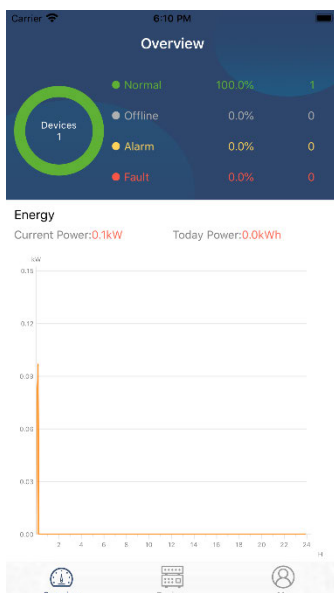 Carrier 6:10 PM
Overview
Devices
1
Normal 100.0% 1
Offline 0.0% 0
Alarm 0.0% 0
Fault 0.0% 0
Energy
Current Power:0.1kW Today Power:0.0kWh
kW
0.15
0.12
0.09
0.06
0.03
0.00
2 4 6 8 10 12 14 16 18 20 22 24
H